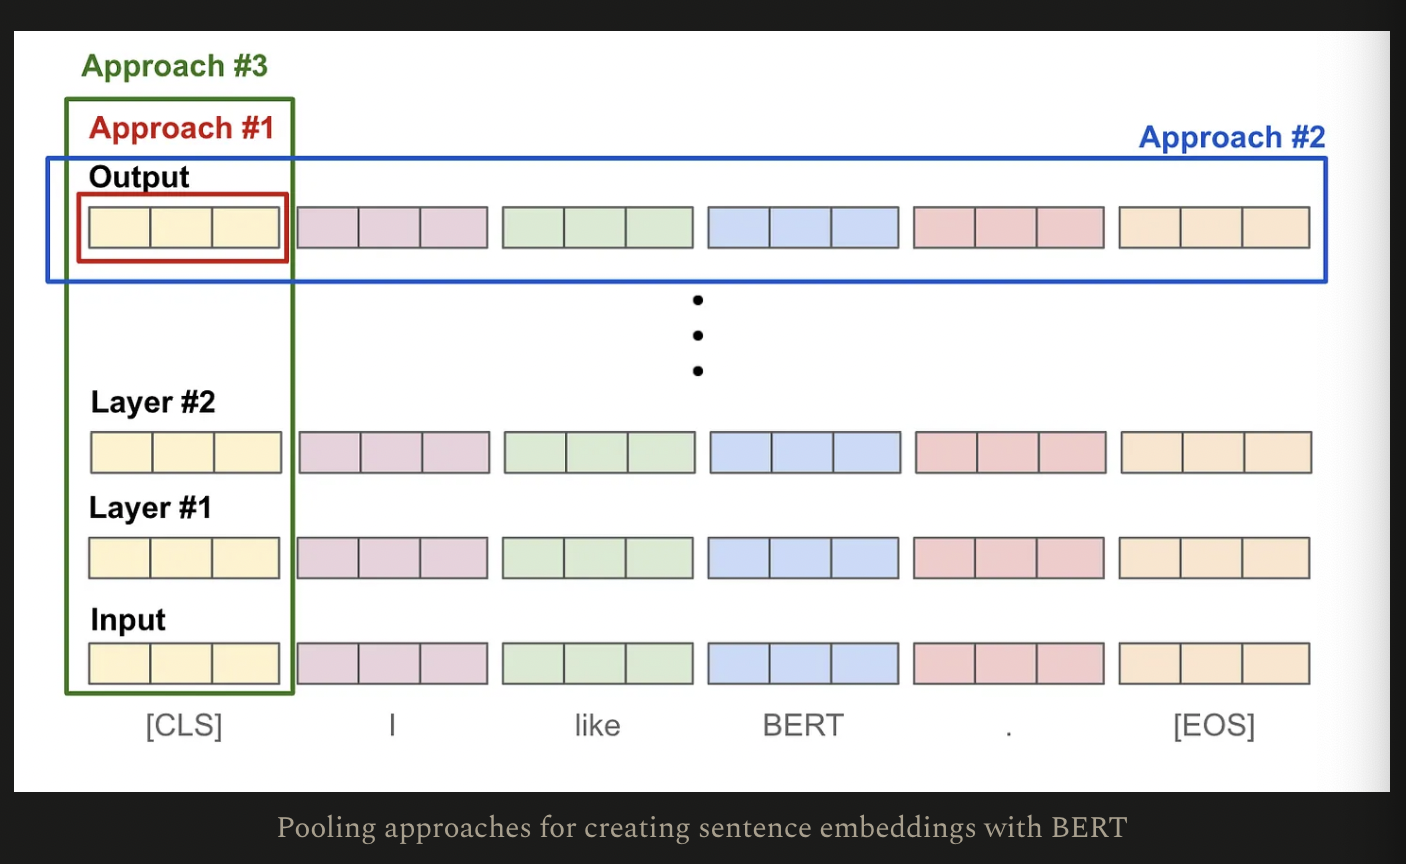 Approach #3
Approach #1
Approach #2
Output
Layer #2
Layer #1
Input
[CLS] I like BERT . [EOS]
Pooling approaches for creating sentence embeddings with BERT